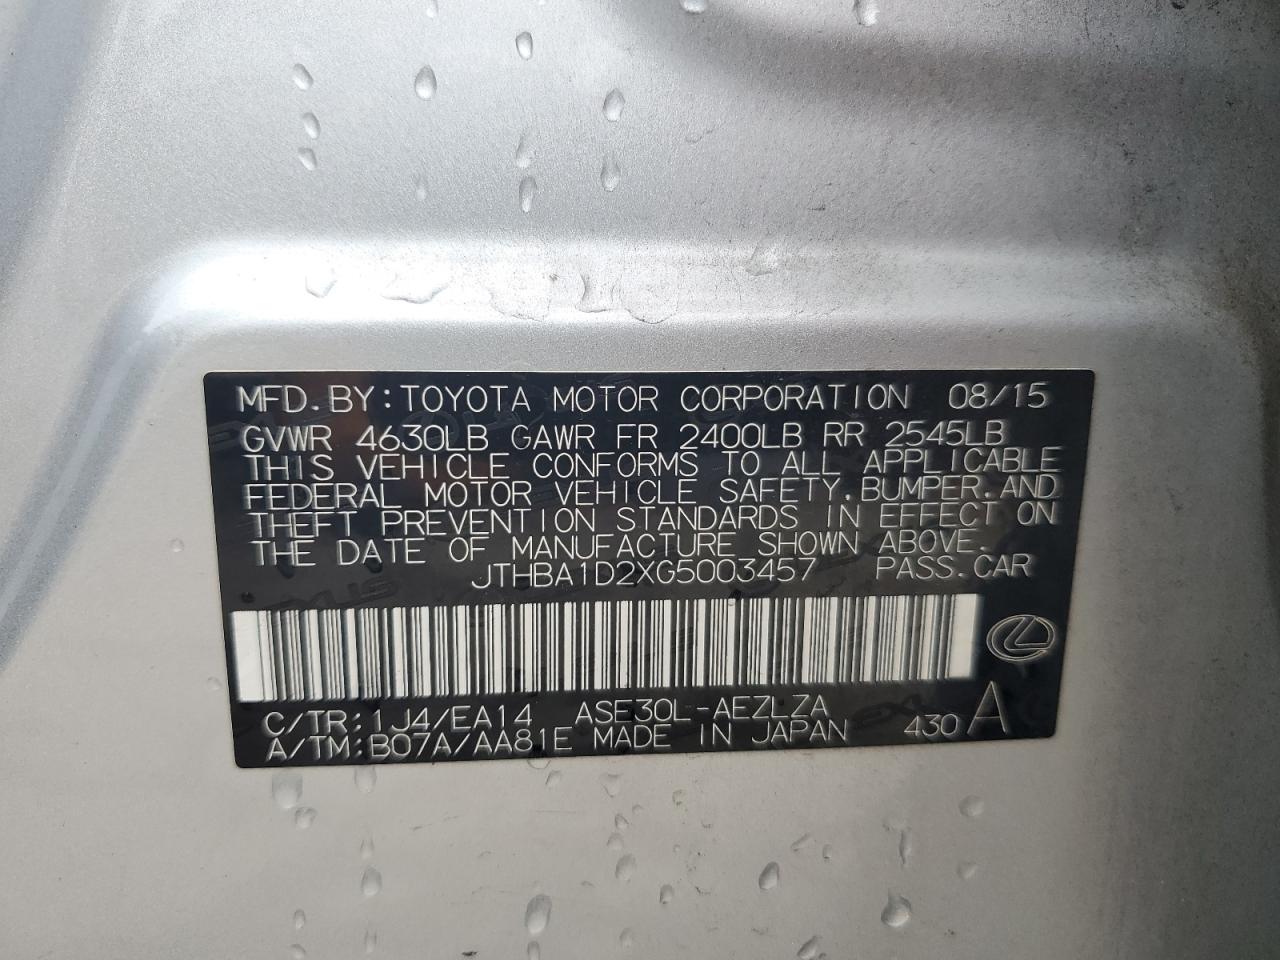 MFD. BY: TOYOTA MOTOR CORPORATION 08/15
GVWR 4630LB GAWR FR 2400LB RR 2545LB
THIS VEHICLE CONFORMS TO ALL APPLICABLE
FEDERAL MOTOR VEHICLE SAFETY, BUMPER, AND
THEFT PREVENTION STANDARDS IN EFFECT ON
THE DATE OF MANUFACTURE SHOWN ABOVE.
JTHBA1D2XG5003457 PASS. CAR
C/TR: 1J4/EA14 ASE30L-AEZLZA
A/TM: B07A/AA81E MADE IN JAPAN 430 A